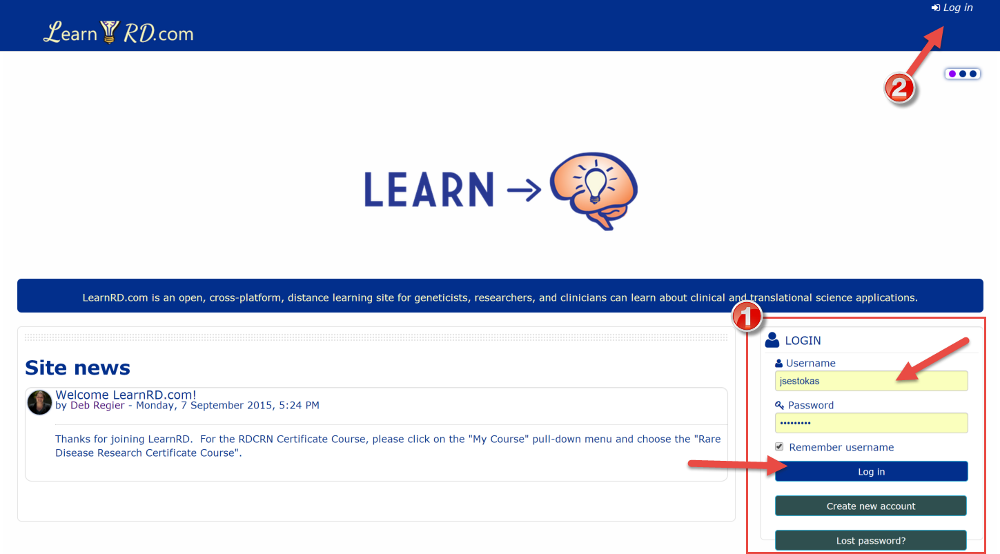 Log in
LearnRD.com
2
LEARN
LearnRD.com is an open, cross-platform, distance learning site for geneticists, researchers, and clinicians can learn about clinical and translational science applications.
1
LOGIN
Username
jsestokas
Password
•••••••••
Remember username
Log in
Create new account
Lost password?
Site news
Welcome LearnRD.com!
by Deb Regier - Monday, 7 September 2015, 5:24 PM
Thanks for joining LearnRD.  For the RDCRN Certificate Course, please click on the "My Course" pull-down menu and choose the "Rare
Disease Research Certificate Course".